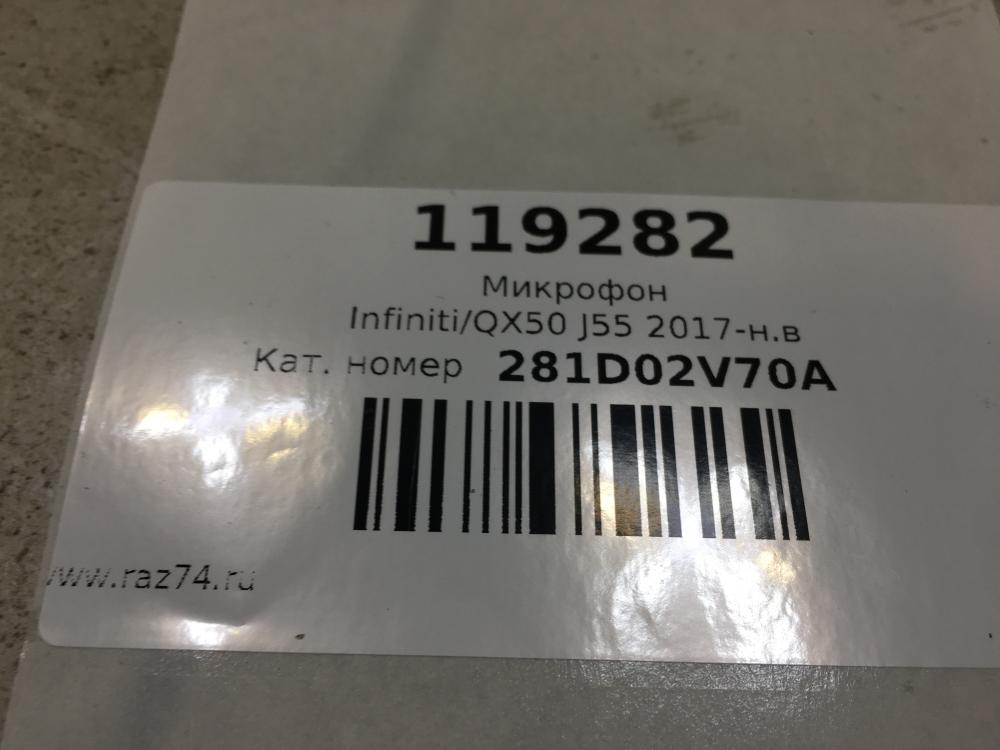 119282
Микрофон
Infiniti/QX50 J55 2017-н.в
Кат. номер 281D02V70A
www.raz74.ru